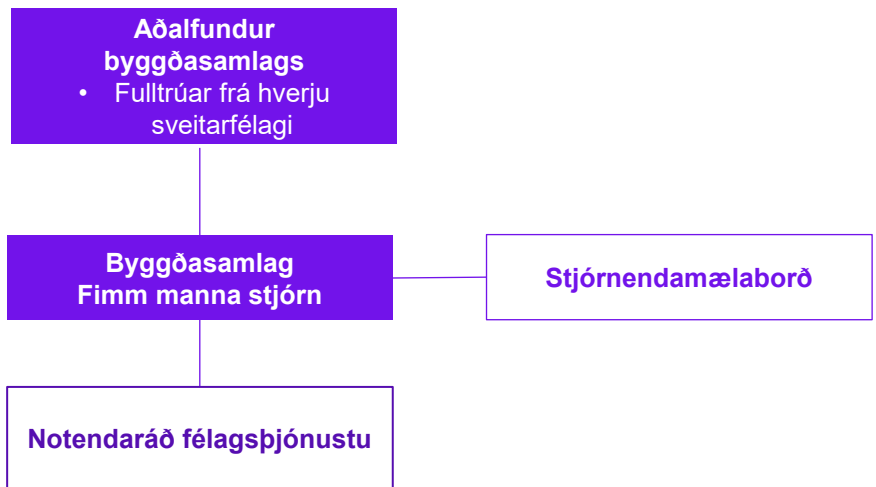 Aðalfundur
byggðasamlags
• Fulltrúar frá hverju
sveitarfélagi
Byggðasamlag
Fimm manna stjórn
Stjórnendamælaborð
Notendaráð félagsþjónustu